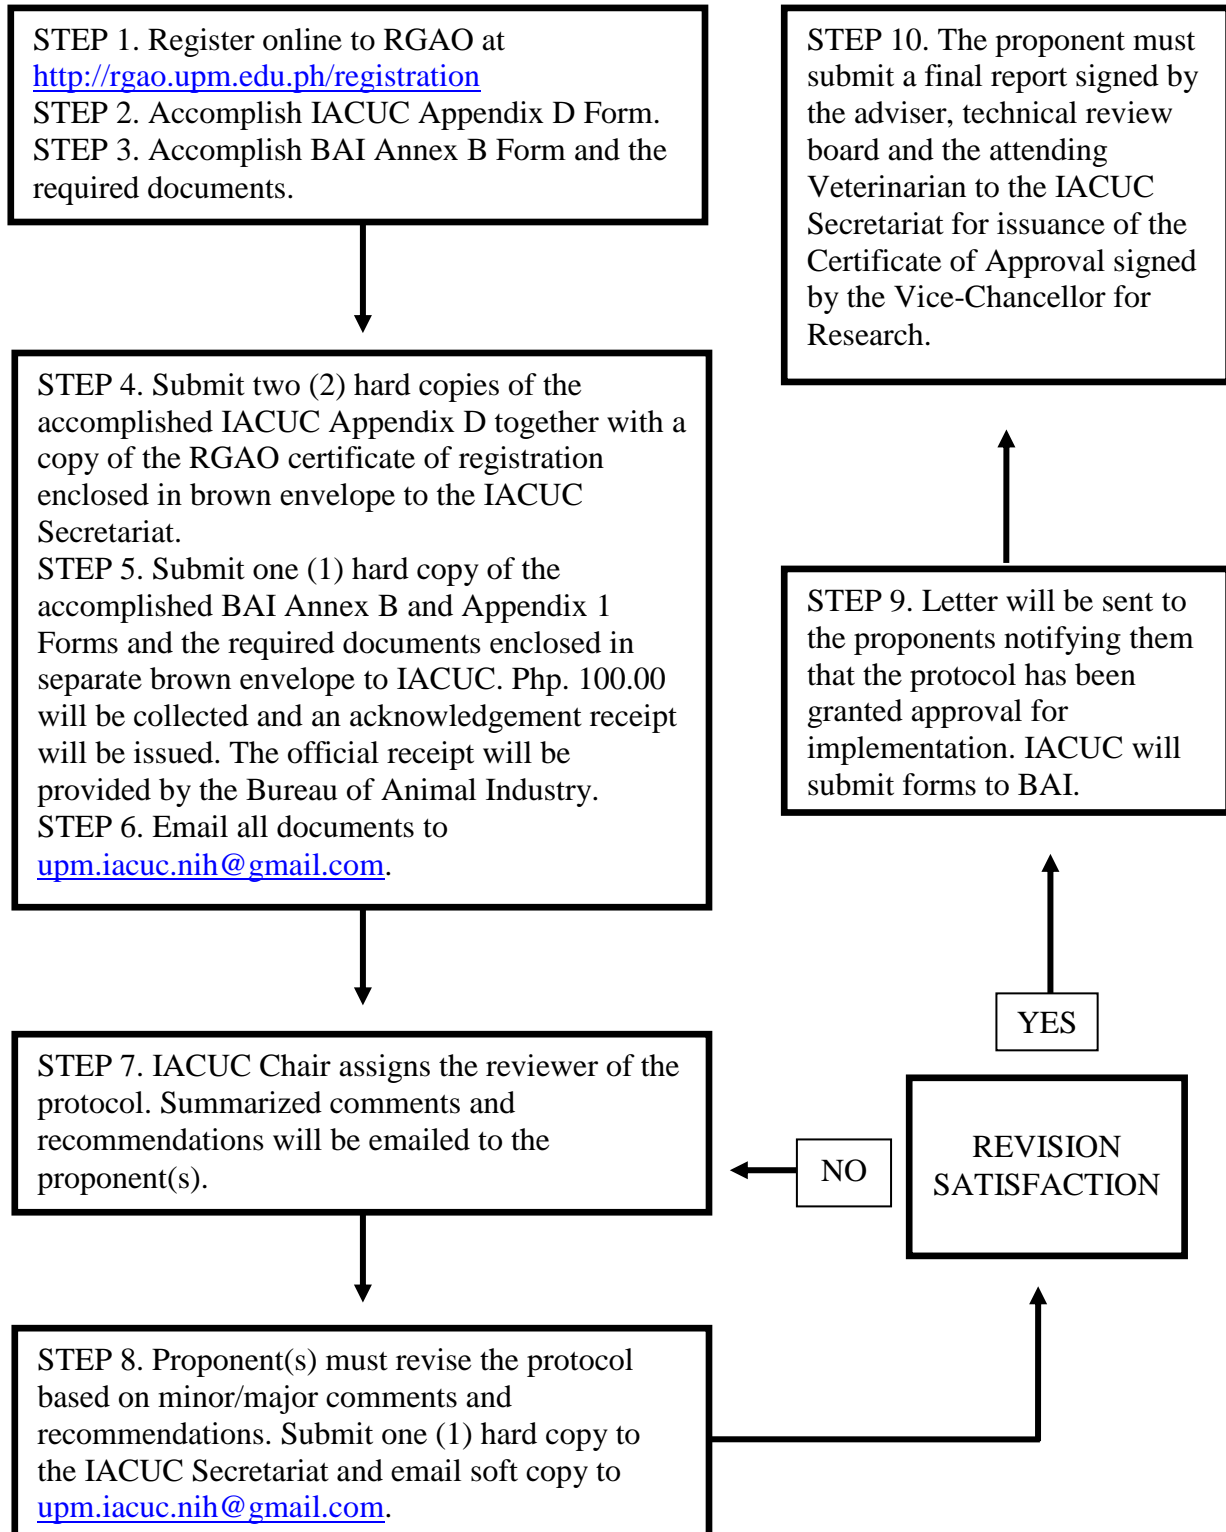 STEP 1. Register online to RGAO at
http://rgao.upm.edu.ph/registration
STEP 2. Accomplish IACUC Appendix D Form.
STEP 3. Accomplish BAI Annex B Form and the
required documents.
STEP 4. Submit two (2) hard copies of the
accomplished IACUC Appendix D together with a
copy of the RGAO certificate of registration
enclosed in brown envelope to the IACUC
Secretariat.
STEP 5. Submit one (1) hard copy of the
accomplished BAI Annex B and Appendix 1
Forms and the required documents enclosed in
separate brown envelope to IACUC. Php. 100.00
will be collected and an acknowledgement receipt
will be issued. The official receipt will be
provided by the Bureau of Animal Industry.
STEP 6. Email all documents to
upm.iacuc.nih@gmail.com.
STEP 7. IACUC Chair assigns the reviewer of the
protocol. Summarized comments and
recommendations will be emailed to the
proponent(s).
STEP 8. Proponent(s) must revise the protocol
based on minor/major comments and
recommendations. Submit one (1) hard copy to
the IACUC Secretariat and email soft copy to
upm.iacuc.nih@gmail.com.
REVISION
SATISFACTION
NO
YES
STEP 9. Letter will be sent to
the proponents notifying them
that the protocol has been
granted approval for
implementation. IACUC will
submit forms to BAI.
STEP 10. The proponent must
submit a final report signed by
the adviser, technical review
board and the attending
Veterinarian to the IACUC
Secretariat for issuance of the
Certificate of Approval signed
by the Vice-Chancellor for
Research.